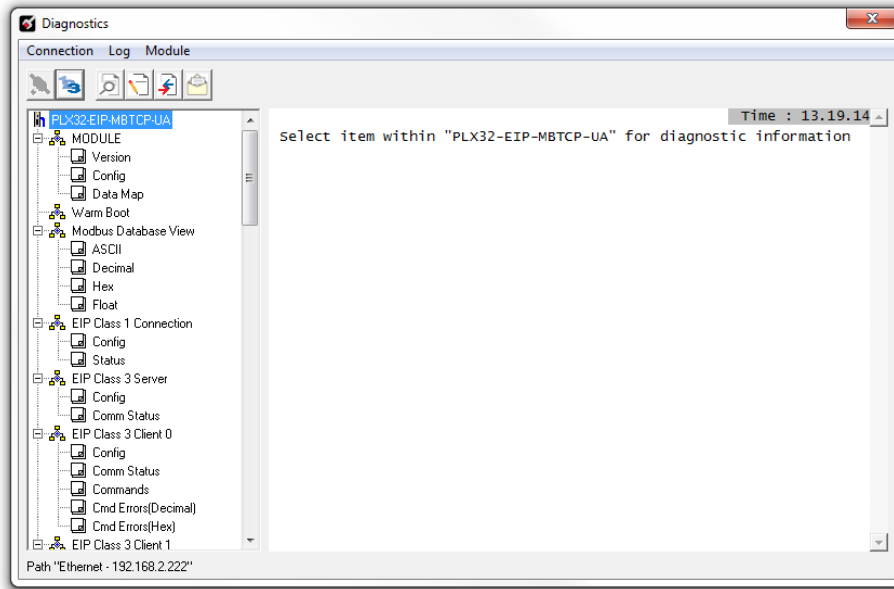 Diagnostics
Connection Log Module
PLX32-EIP-MBTCP-UA
MODULE
Version
Config
Data Map
Warm Boot
Modbus Database View
ASCII
Decimal
Hex
Float
EIP Class 1 Connection
Config
Status
EIP Class 3 Server
Config
Comm Status
EIP Class 3 Client 0
Config
Comm Status
Commands
Cmd Errors(Decimal)
Cmd Errors(Hex)
EIP Class 3 Client 1
Time : 13.19.14
Select item within "PLX32-EIP-MBTCP-UA" for diagnostic information
Path "Ethernet - 192.168.2.222"